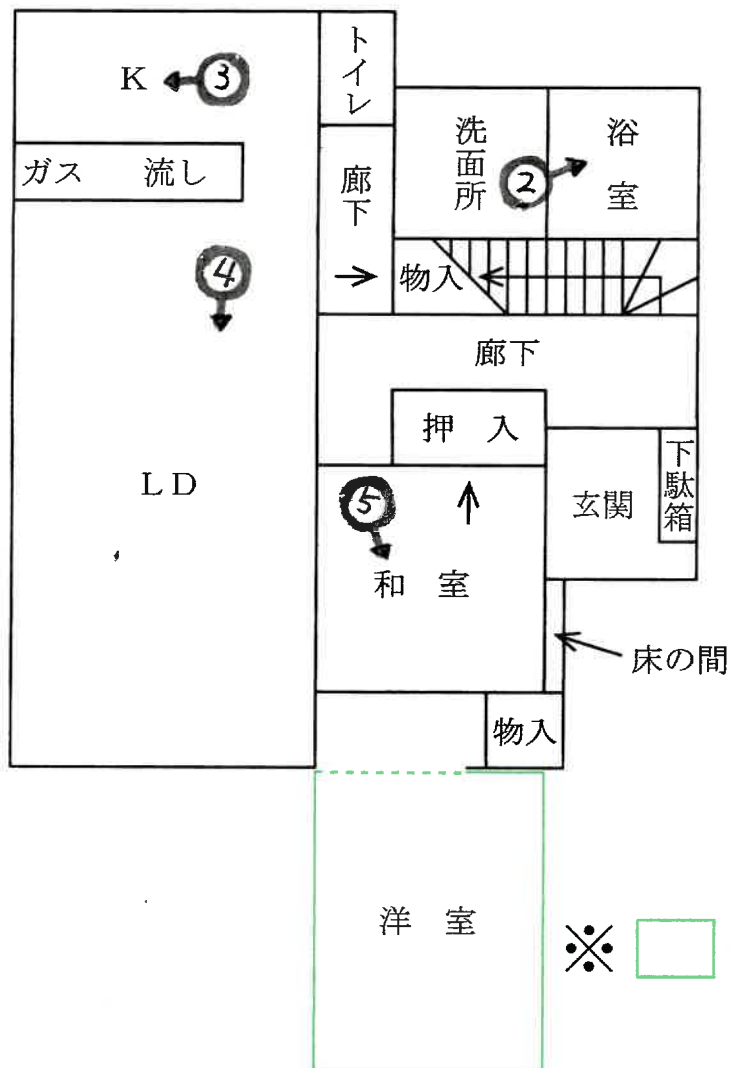 トイレ
K
③
洗面所
浴室
②
ガス 流し
廊下
④
物入
廊下
押 入
LD
⑤
玄関
下駄箱
和 室
床の間
物入
洋 室
※